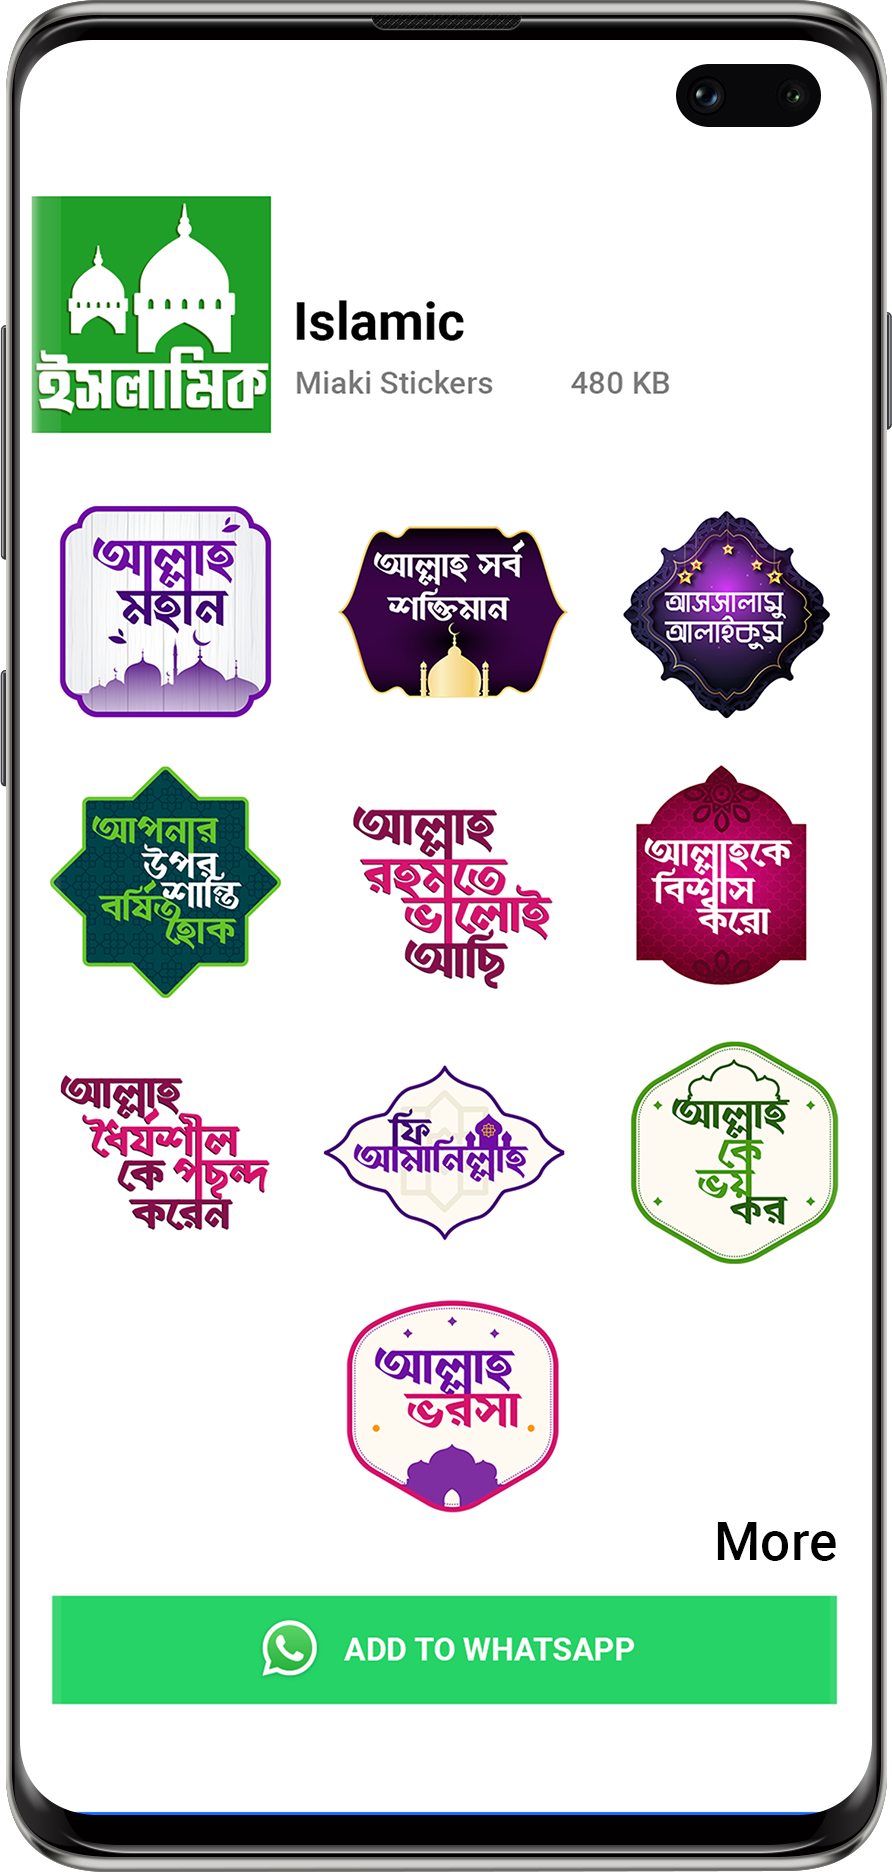 ইসলামিক
Islamic
Miaki Stickers 480 KB
আল্লাহ
মহান
আল্লাহ সর্ব
শক্তিমান
আসসালামু
আলাইকুম
আপনার
উপর
শান্তি
বর্ষিত
হোক
আল্লাহ
রহমতে
ভালোই
আছি
আল্লাহকে
বিশ্বাস
করো
আল্লাহ
ধৈর্যশীল
কে পছন্দ
করেন
ফি
আমানিল্লাহ
আল্লাহ
কে
ভয়
কর
আল্লাহ
ভরসা
More
ADD TO WHATSAPP